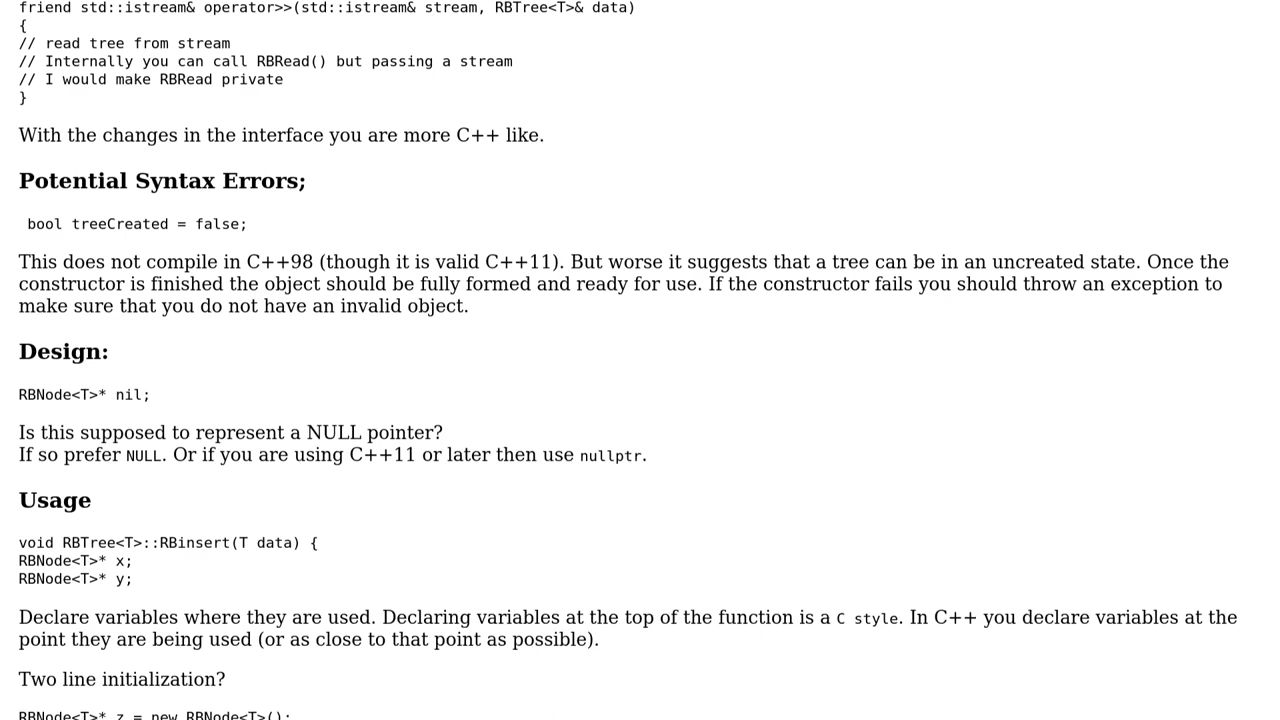 friend std::istream& operator>>(std::istream& stream, RBTree<T>& data)
{
// read tree from stream
// Internally you can call RBRead() but passing a stream
// I would make RBRead private
}
With the changes in the interface you are more C++ like.
Potential Syntax Errors;
bool treeCreated = false;
This does not compile in C++98 (though it is valid C++11). But worse it suggests that a tree can be in an uncreated state. Once the
constructor is finished the object should be fully formed and ready for use. If the constructor fails you should throw an exception to
make sure that you do not have an invalid object.
Design:
RBNode<T>* nil;
Is this supposed to represent a NULL pointer?
If so prefer NULL. Or if you are using C++11 or later then use nullptr.
Usage
void RBTree<T>::RBinsert(T data) {
RBNode<T>* x;
RBNode<T>* y;
Declare variables where they are used. Declaring variables at the top of the function is a C style. In C++ you declare variables at the
point they are being used (or as close to that point as possible).
Two line initialization?
RBNode<T>* z = new RBNode<T>();